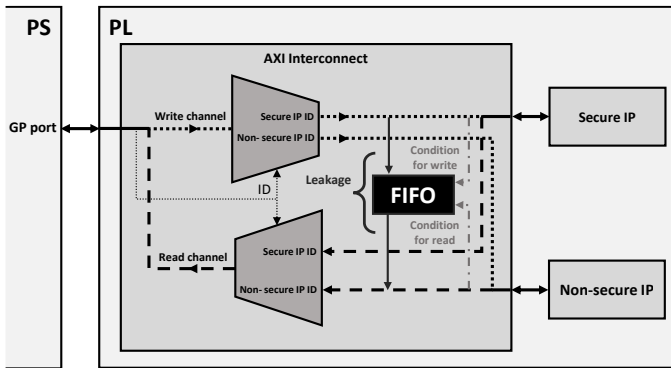 PS
PL
AXI Interconnect
Write channel
Secure IP ID
Non- secure IP ID
GP port
Secure IP
Condition
for write
Leakage
ID
FIFO
Condition
for read
Read channel
Secure IP ID
Non- secure IP ID
Non-secure IP